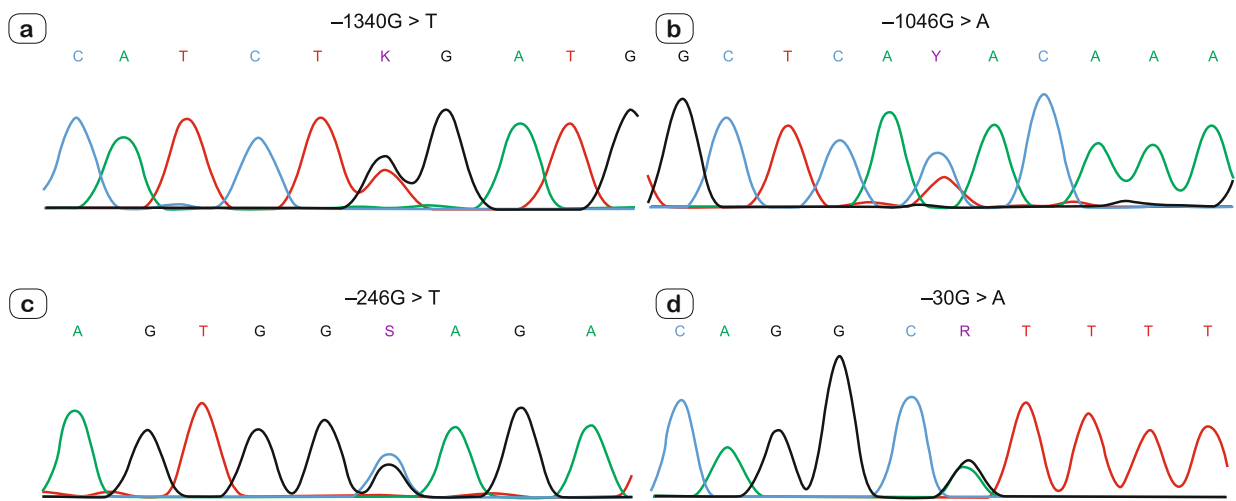 a
–1340G > T
C A T C T K G A T G
b
–1046G > A
G C T C A Y A C A A A
c
–246G > T
A G T G G S A G A
d
–30G > A
C A G G C R T T T T